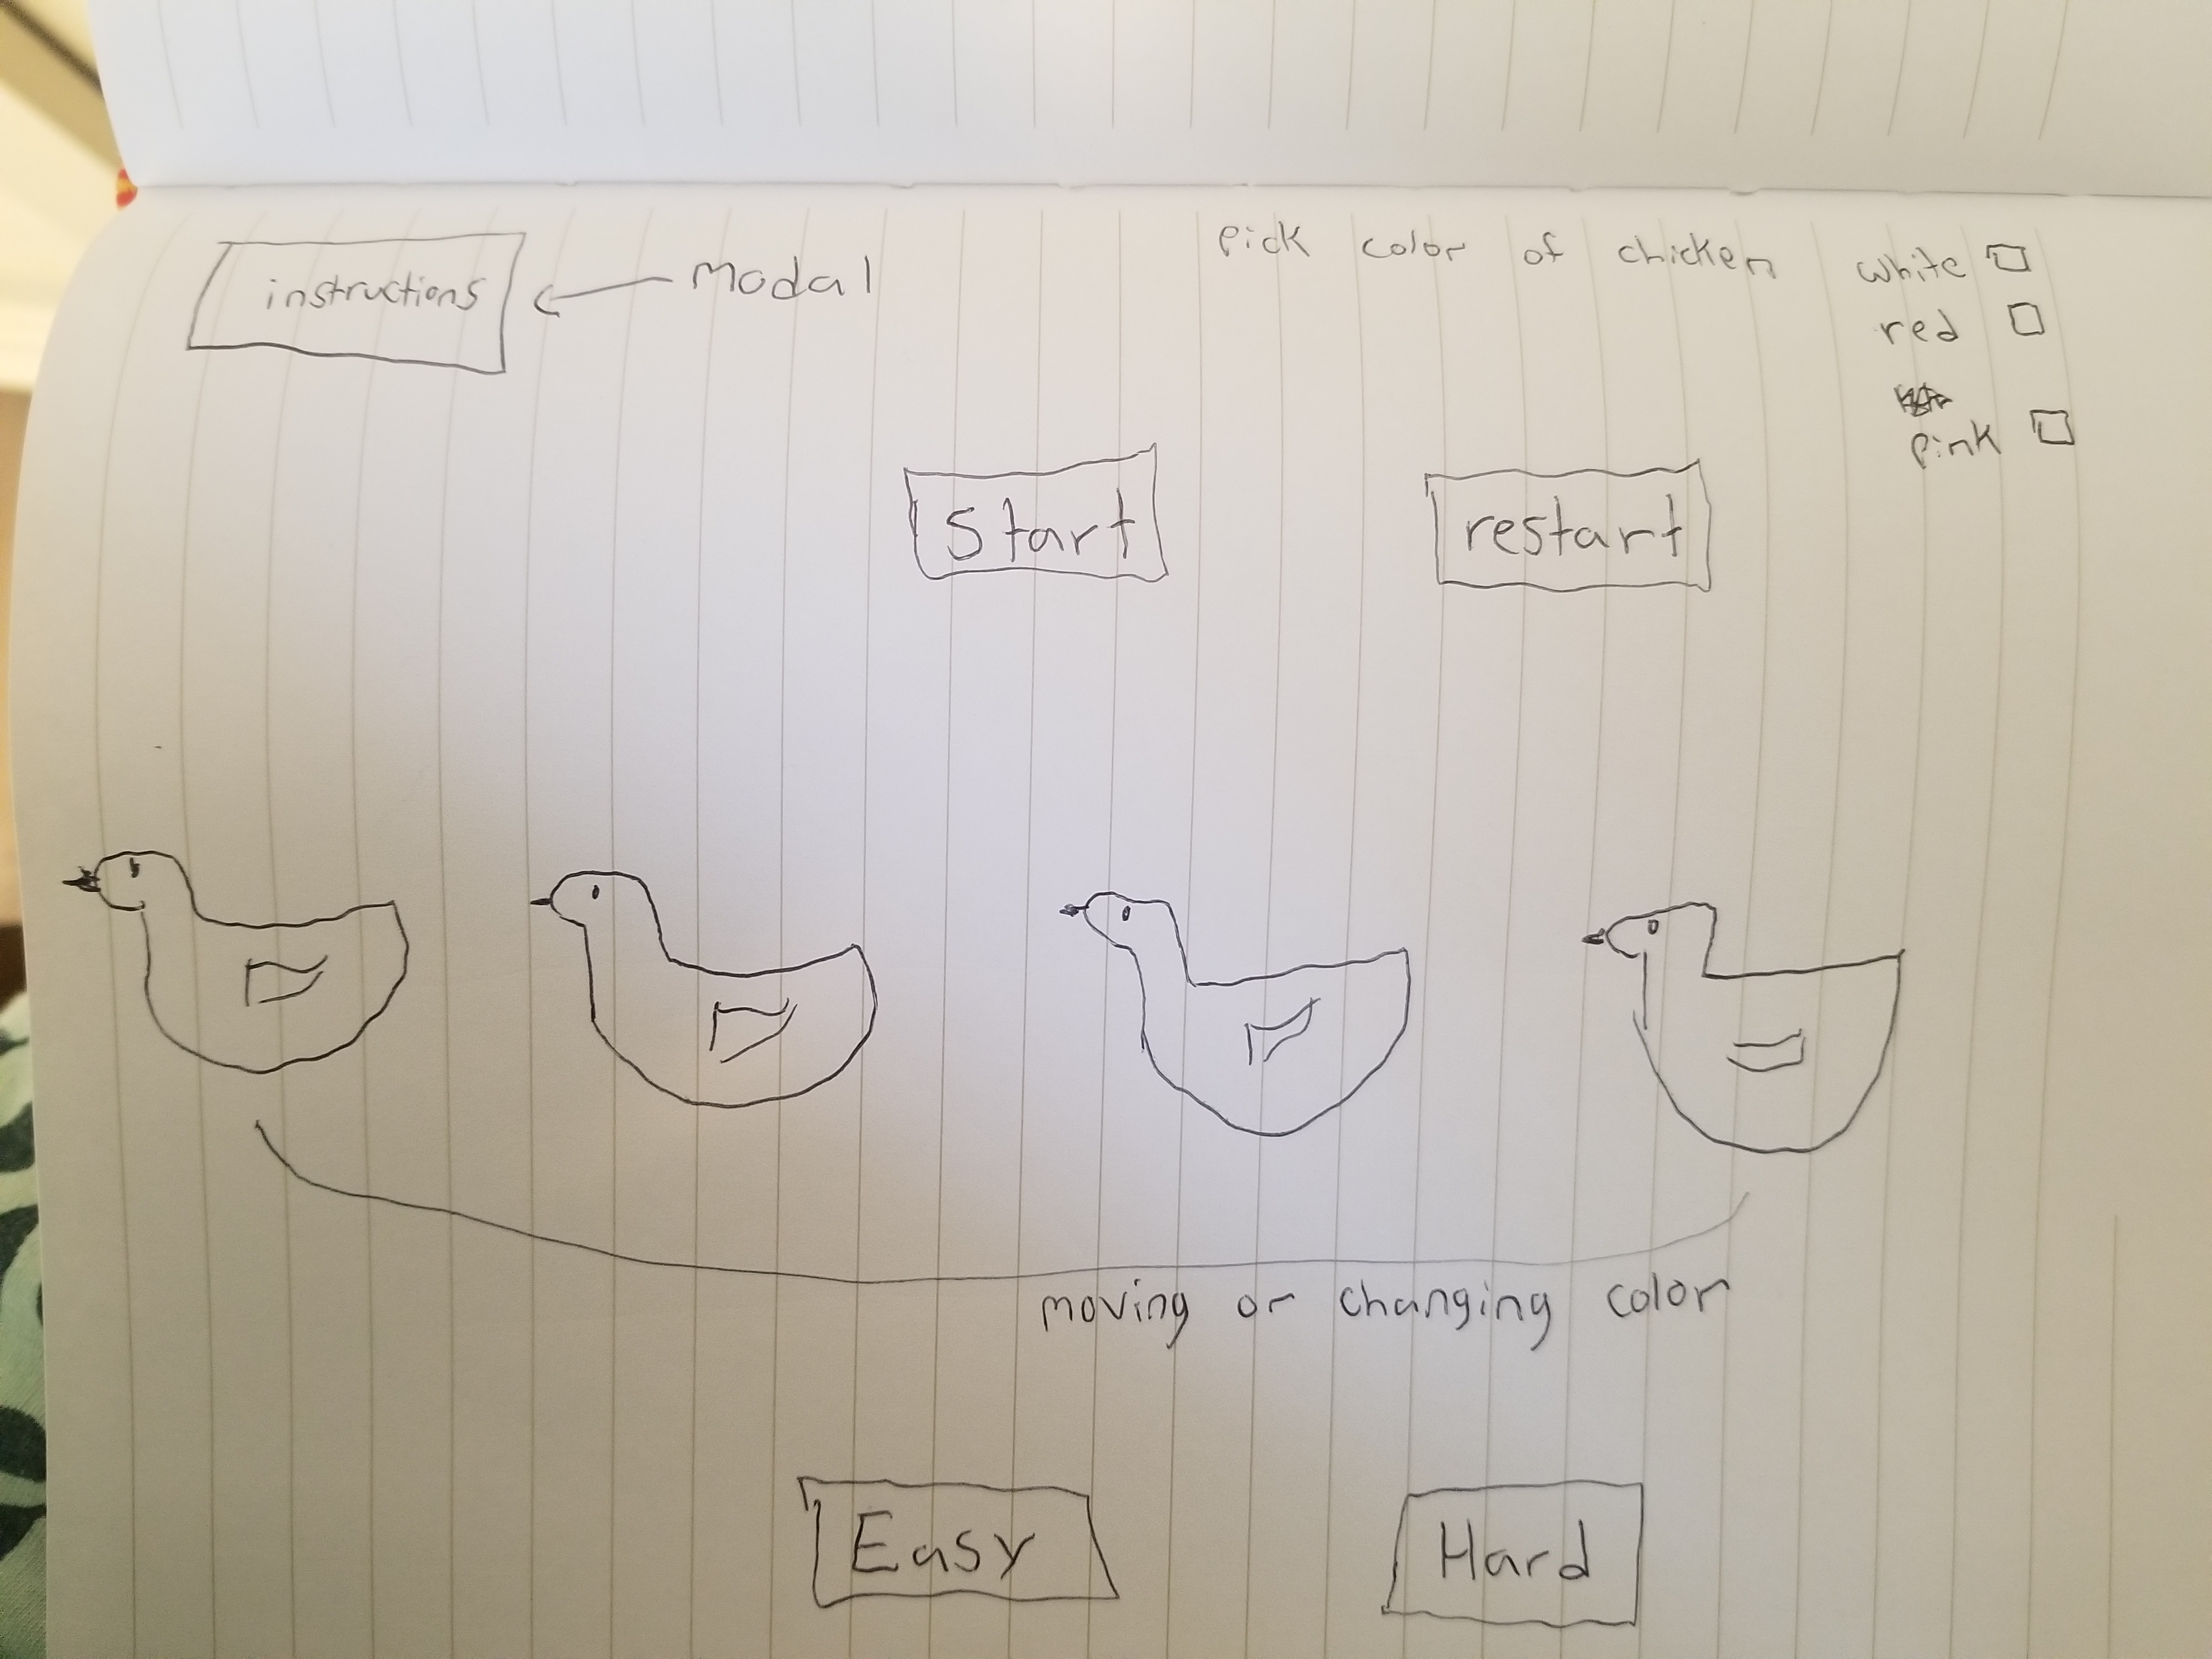 instructions
modal
pick color of chicken
white
red
pink
Start
restart
moving or changing color
Easy
Hard